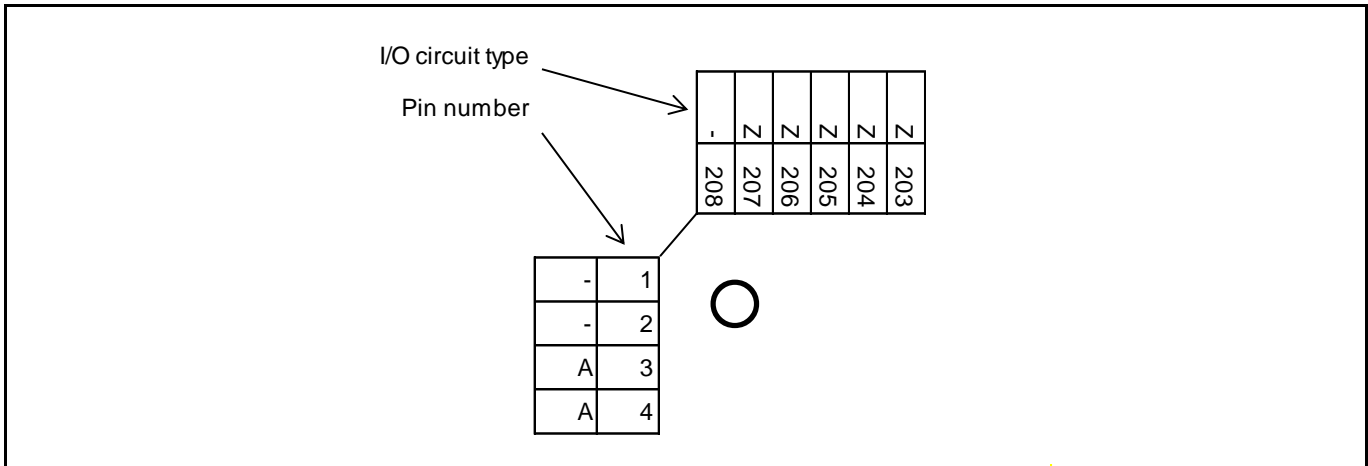 I/O circuit type
Pin number
- Z Z Z Z Z
208 207 206 205 204 203
- 1
- 2
A 3
A 4